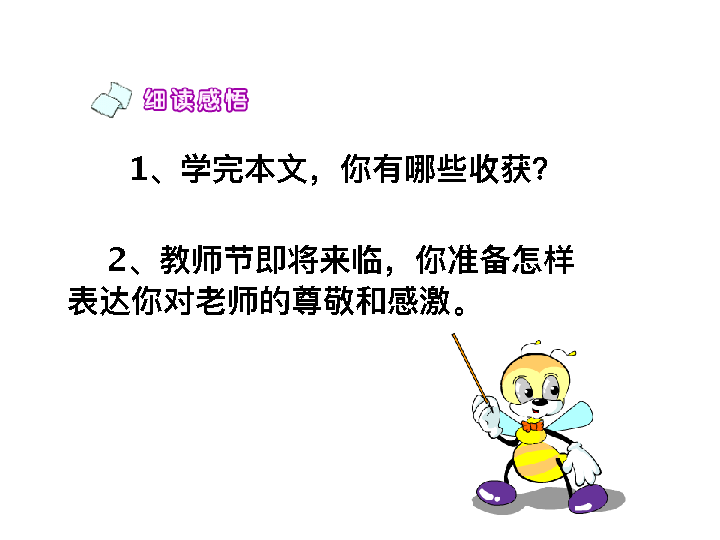 细读感悟
1、学完本文，你有哪些收获？
2、教师节即将来临，你准备怎样
表达你对老师的尊敬和感激。